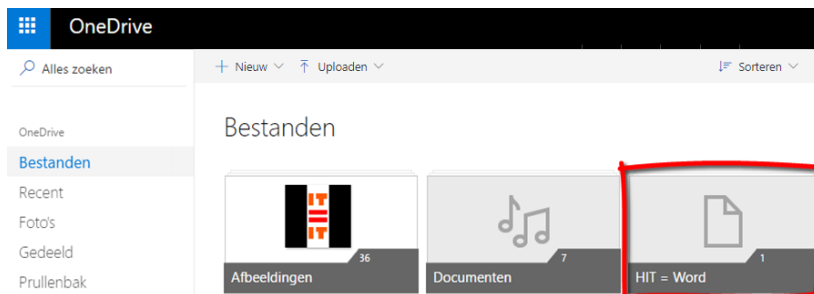 OneDrive
Alles zoeken
Nieuw
Uploaden
Sorteren
OneDrive
Bestanden
Recent
Foto's
Gedeeld
Prullenbak
Bestanden
IT
=
IT
36
Afbeeldingen
7
Documenten
1
HIT = Word